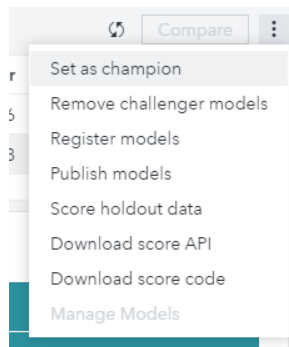 Compare
r
Set as champion
Remove challenger models
Register models
3
Publish models
Score holdout data
Download score API
Download score code
Manage Models